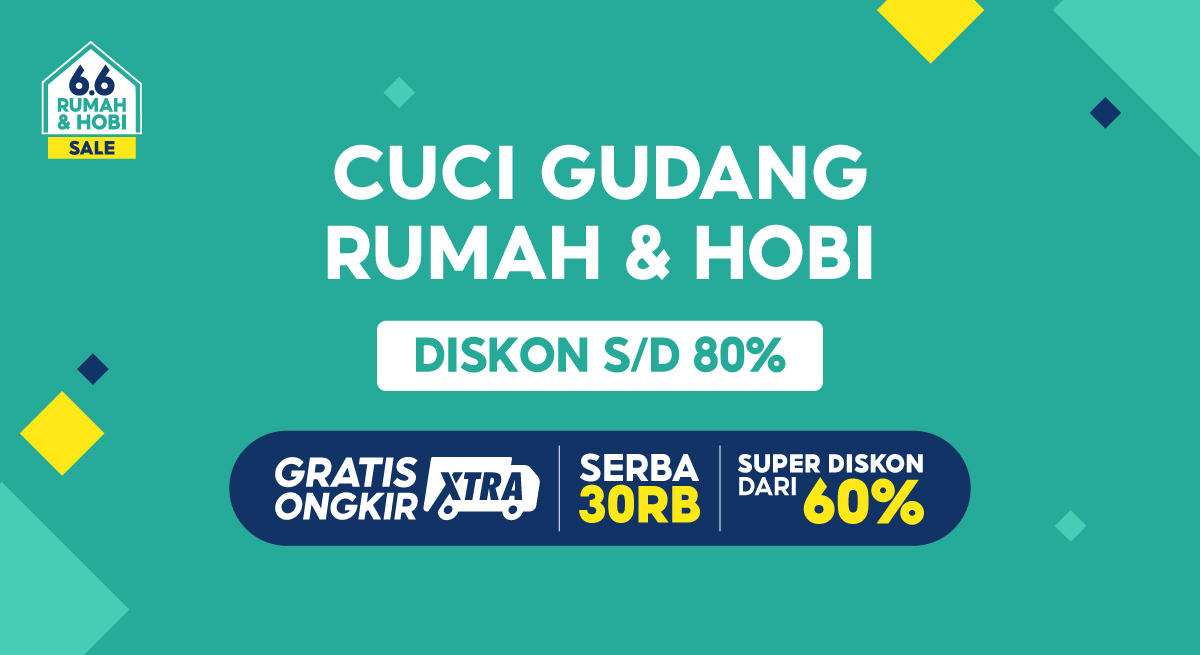 6.6
RUMAH
& HOBI
SALE
CUCI GUDANG
RUMAH & HOBI
DISKON S/D 80%
GRATIS
ONGKIR
XTRA
SERBA
30RB
SUPER DISKON
DARI 60%